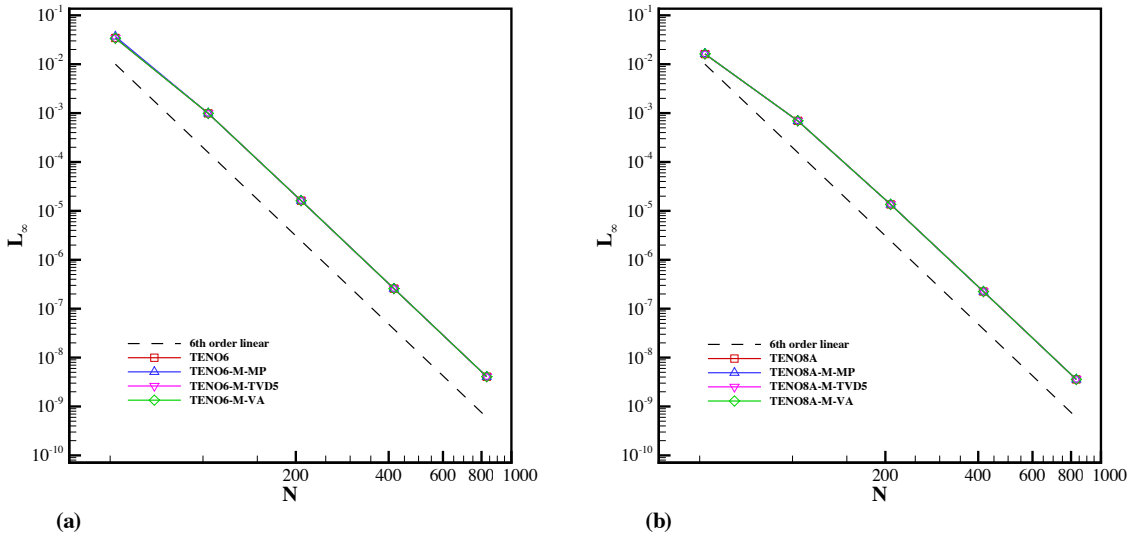 10^-1
10^-2
10^-3
10^-4
10^-5
10^-6
10^-7
10^-8
10^-9
10^-10
L∞
6th order linear
TENO6
TENO6-M-MP
TENO6-M-TVD5
TENO6-M-VA
200 400 600 800 1000
N
(a)
10^-1
10^-2
10^-3
10^-4
10^-5
10^-6
10^-7
10^-8
10^-9
10^-10
L∞
6th order linear
TENO8A
TENO8A-M-MP
TENO8A-M-TVD5
TENO8A-M-VA
200 400 600 800 1000
N
(b)